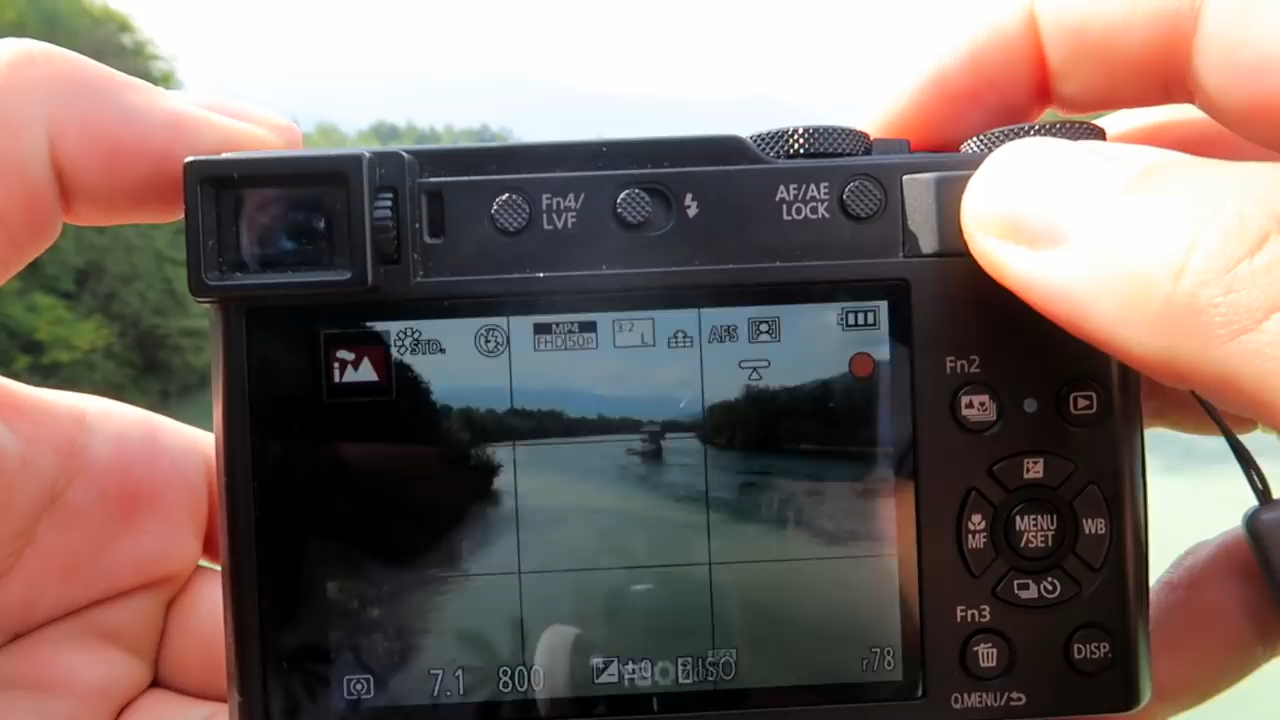 Fn4/
LVF
AF/AE
LOCK
STD.
MP4
FHD 50p
3:2
L
AFS
Fn2
MENU
/SET
MF
WB
Fn3
DISP.
Q.MENU/
7.1
800
±0
ISO
r78